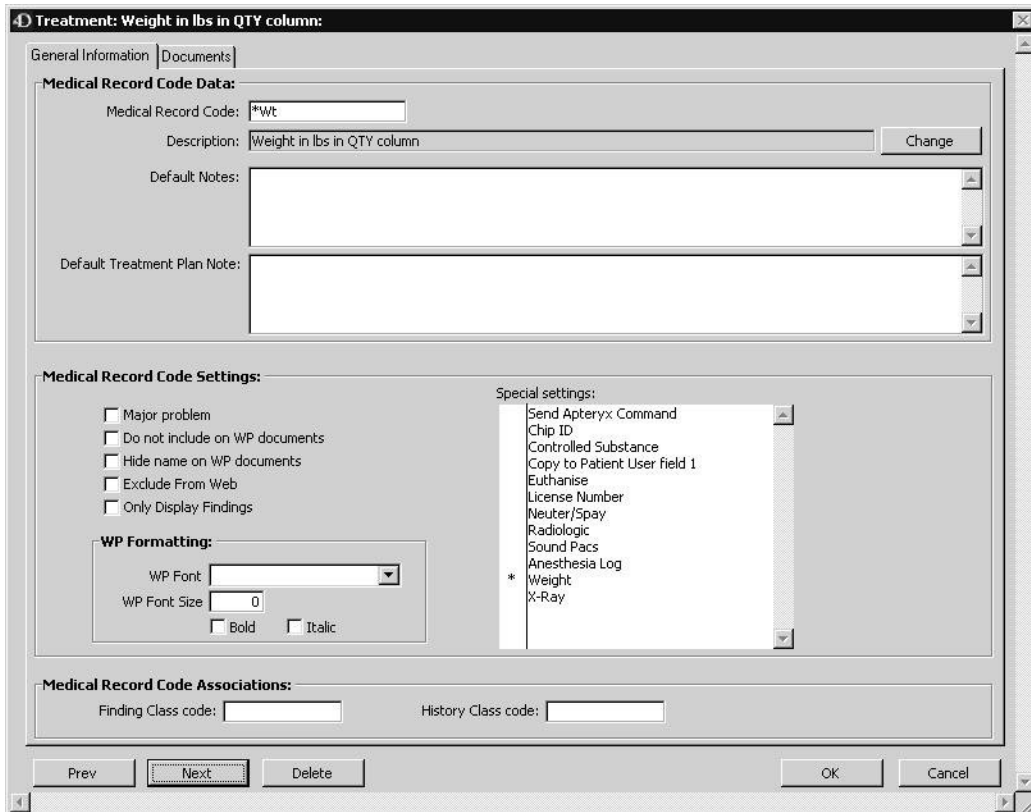 4D Treatment: Weight in lbs in QTY column:
General Information Documents
Medical Record Code Data:
Medical Record Code: *Wt
Description: Weight in lbs in QTY column Change
Default Notes:
Default Treatment Plan Note:
Medical Record Code Settings:
Major problem
Do not include on WP documents
Hide name on WP documents
Exclude From Web
Only Display Findings
WP Formatting:
WP Font
WP Font Size 0
Bold Italic
Special settings:
Send Apteryx Command
Chip ID
Controlled Substance
Copy to Patient User field 1
Euthanise
License Number
Neuter/Spay
Radiologic
Sound Pacs
Anesthesia Log
* Weight
X-Ray
Medical Record Code Associations:
Finding Class code: History Class code:
Prev Next Delete OK Cancel